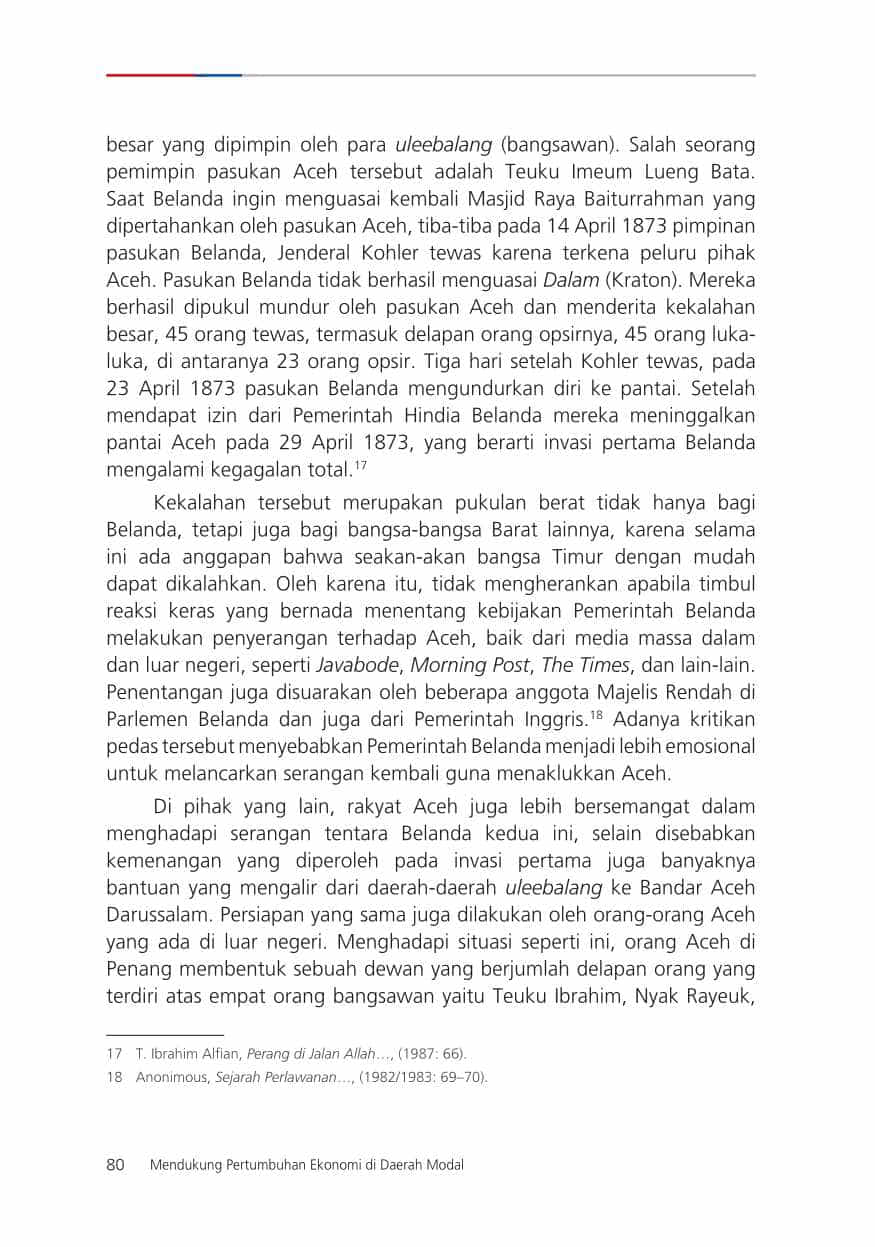 besar yang dipimpin oleh para uleebalang (bangsawan). Salah seorang
pemimpin pasukan Aceh tersebut adalah Teuku Imeum Lueng Bata.
Saat Belanda ingin menguasai kembali Masjid Raya Baiturrahman yang
dipertahankan oleh pasukan Aceh, tiba-tiba pada 14 April 1873 pimpinan
pasukan Belanda, Jenderal Kohler tewas karena terkena peluru pihak
Aceh. Pasukan Belanda tidak berhasil menguasai Dalam (Kraton). Mereka
berhasil dipukul mundur oleh pasukan Aceh dan menderita kekalahan
besar, 45 orang tewas, termasuk delapan orang opsirnya, 45 orang luka-
luka, di antaranya 23 orang opsir. Tiga hari setelah Kohler tewas, pada
23 April 1873 pasukan Belanda mengundurkan diri ke pantai. Setelah
mendapat izin dari Pemerintah Hindia Belanda mereka meninggalkan
pantai Aceh pada 29 April 1873, yang berarti invasi pertama Belanda
mengalami kegagalan total.17
Kekalahan tersebut merupakan pukulan berat tidak hanya bagi
Belanda, tetapi juga bagi bangsa-bangsa Barat lainnya, karena selama
ini ada anggapan bahwa seakan-akan bangsa Timur dengan mudah
dapat dikalahkan. Oleh karena itu, tidak mengherankan apabila timbul
reaksi keras yang bernada menentang kebijakan Pemerintah Belanda
melakukan penyerangan terhadap Aceh, baik dari media massa dalam
dan luar negeri, seperti Javabode, Morning Post, The Times, dan lain-lain.
Penentangan juga disuarakan oleh beberapa anggota Majelis Rendah di
Parlemen Belanda dan juga dari Pemerintah Inggris.18 Adanya kritikan
pedas tersebut menyebabkan Pemerintah Belanda menjadi lebih emosional
untuk melancarkan serangan kembali guna menaklukkan Aceh.
Di pihak yang lain, rakyat Aceh juga lebih bersemangat dalam
menghadapi serangan tentara Belanda kedua ini, selain disebabkan
kemenangan yang diperoleh pada invasi pertama juga banyaknya
bantuan yang mengalir dari daerah-daerah uleebalang ke Bandar Aceh
Darussalam. Persiapan yang sama juga dilakukan oleh orang-orang Aceh
yang ada di luar negeri. Menghadapi situasi seperti ini, orang Aceh di
Penang membentuk sebuah dewan yang berjumlah delapan orang yang
terdiri atas empat orang bangsawan yaitu Teuku Ibrahim, Nyak Rayeuk,
17 T. Ibrahim Alfian, Perang di Jalan Allah…, (1987: 66).
18 Anonimous, Sejarah Perlawanan…, (1982/1983: 69–70).
80 Mendukung Pertumbuhan Ekonomi di Daerah Modal